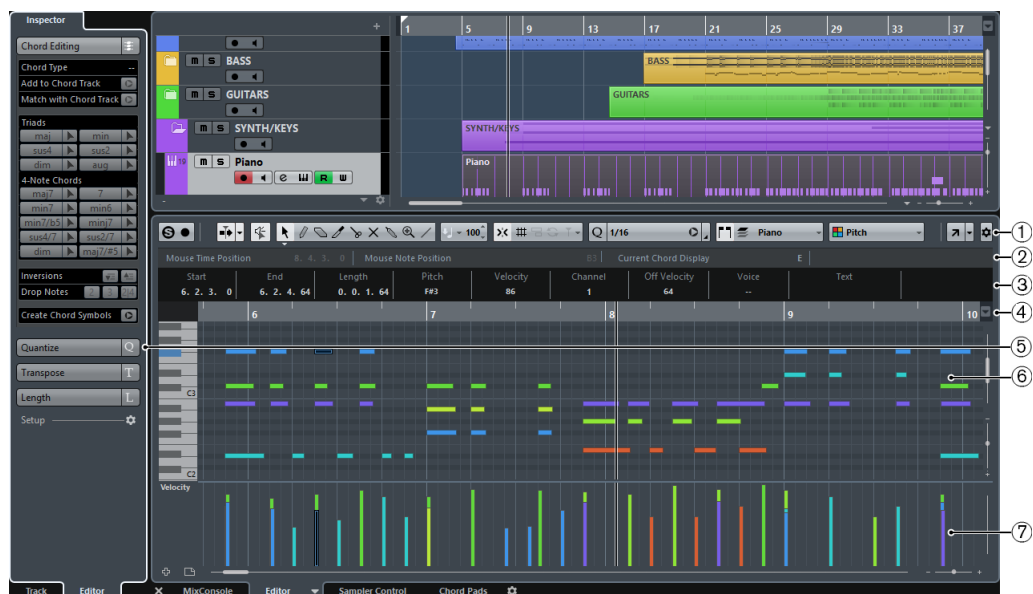 Inspector
Chord Editing
Chord Type --
Add to Chord Track
Match with Chord Track
Triads
maj min
sus4 sus2
dim aug
4-Note Chords
maj7 7
min7 min6
min7/b5 minj7
sus4/7 sus2/7
dim maj7/#5
Inversions
Drop Notes 2 3 2|4
Create Chord Symbols
Quantize Q
Transpose T
Length L
Setup
Track Editor
+ 1 5 9 13 17 21 25 29 33 37
m S BASS
BASS
m S GUITARS
GUITARS
m S SYNTH/KEYS
SYNTH/KEYS
19 m S Piano
e R W
Piano
S 100 Q 1/16 Piano Pitch
1
Mouse Time Position 8. 4. 3. 0 Mouse Note Position B3 Current Chord Display E
2
Start End Length Pitch Velocity Channel Off Velocity Voice Text
6. 2. 3. 0 6. 2. 4. 64 0. 0. 1. 64 F#3 86 1 64 --
3
6 7 8 9 10
4
5
6
C3
C2
Velocity
7
X MixConsole Editor Sampler Control Chord Pads